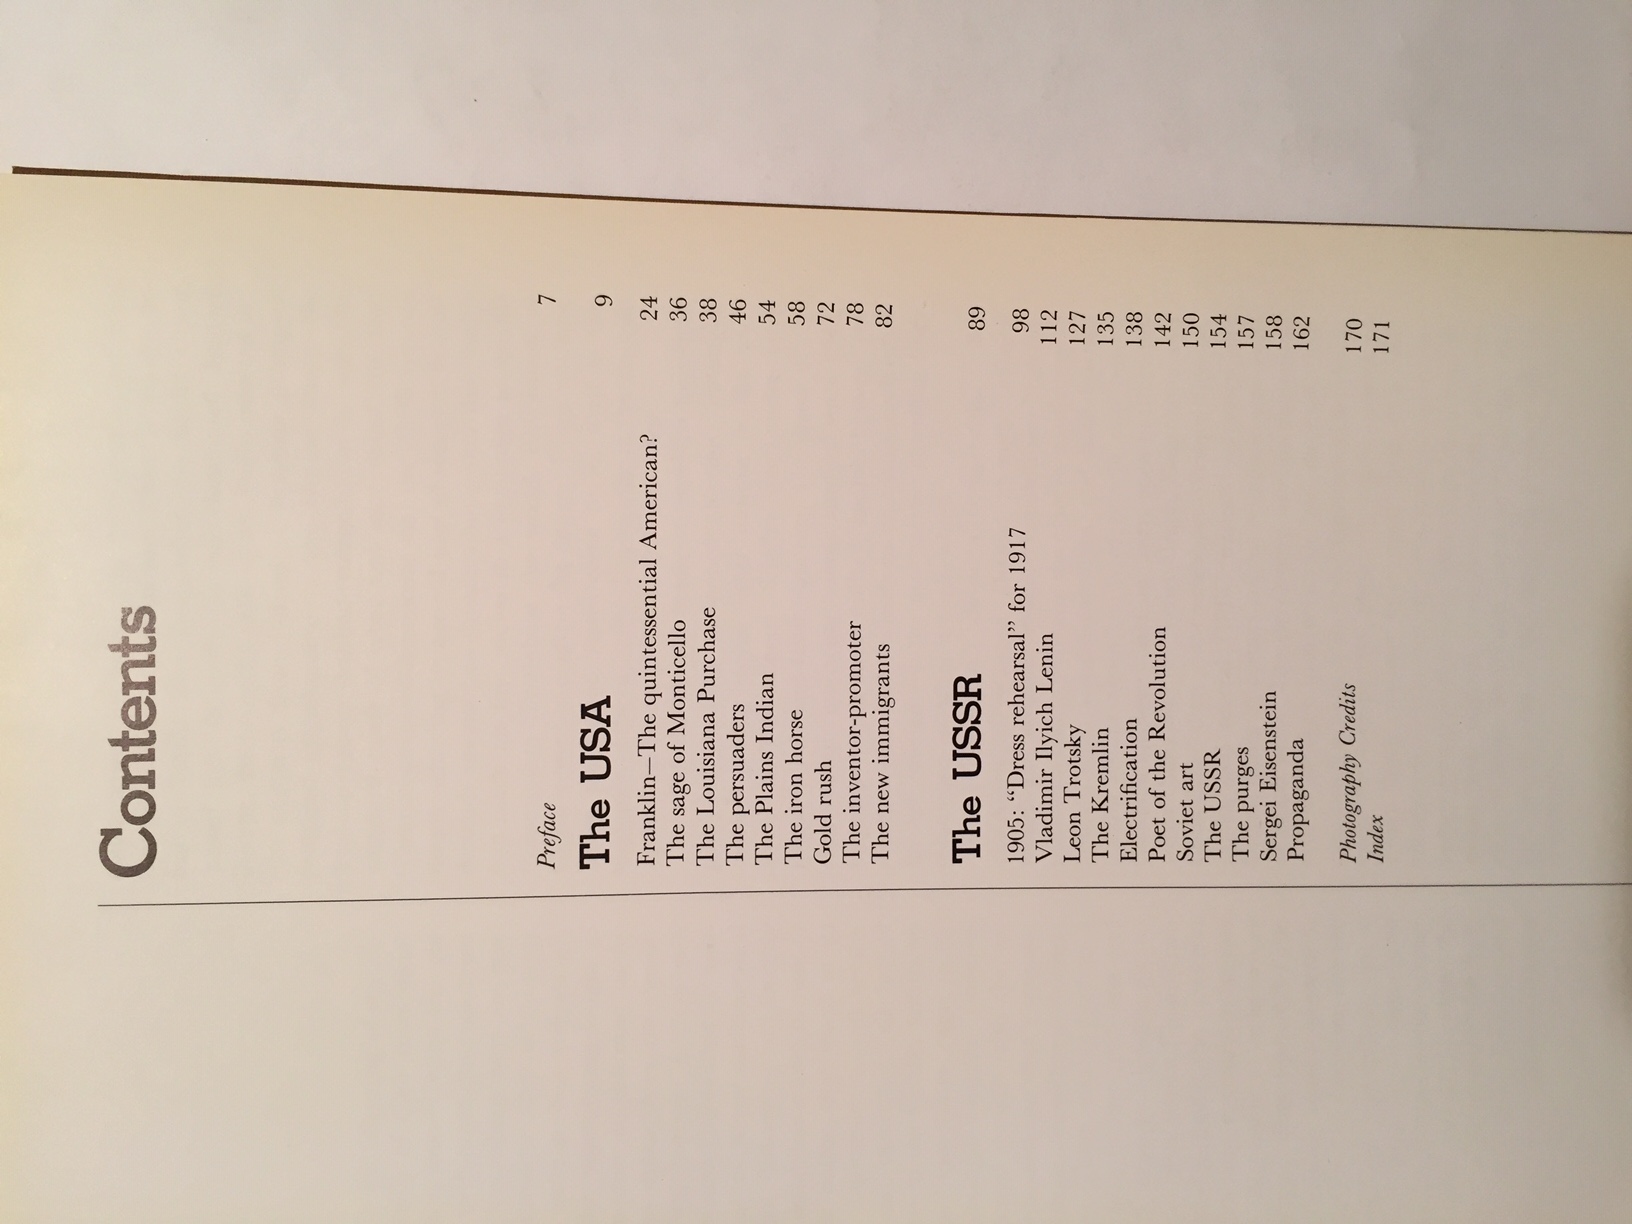 Contents
Preface 7
The USA 9
Franklin—The quintessential American? 24
The sage of Monticello 36
The Louisiana Purchase 38
The persuaders 46
The Plains Indian 54
The iron horse 58
Gold rush 72
The inventor-promoter 78
The new immigrants 82
The USSR 89
1905: “Dress rehearsal” for 1917 98
Vladimir Ilyich Lenin 112
Leon Trotsky 127
The Kremlin 135
Electrification 138
Poet of the Revolution 142
Soviet art 150
The USSR 154
The purges 157
Sergei Eisenstein 158
Propaganda 162
Photography Credits 170
Index 171